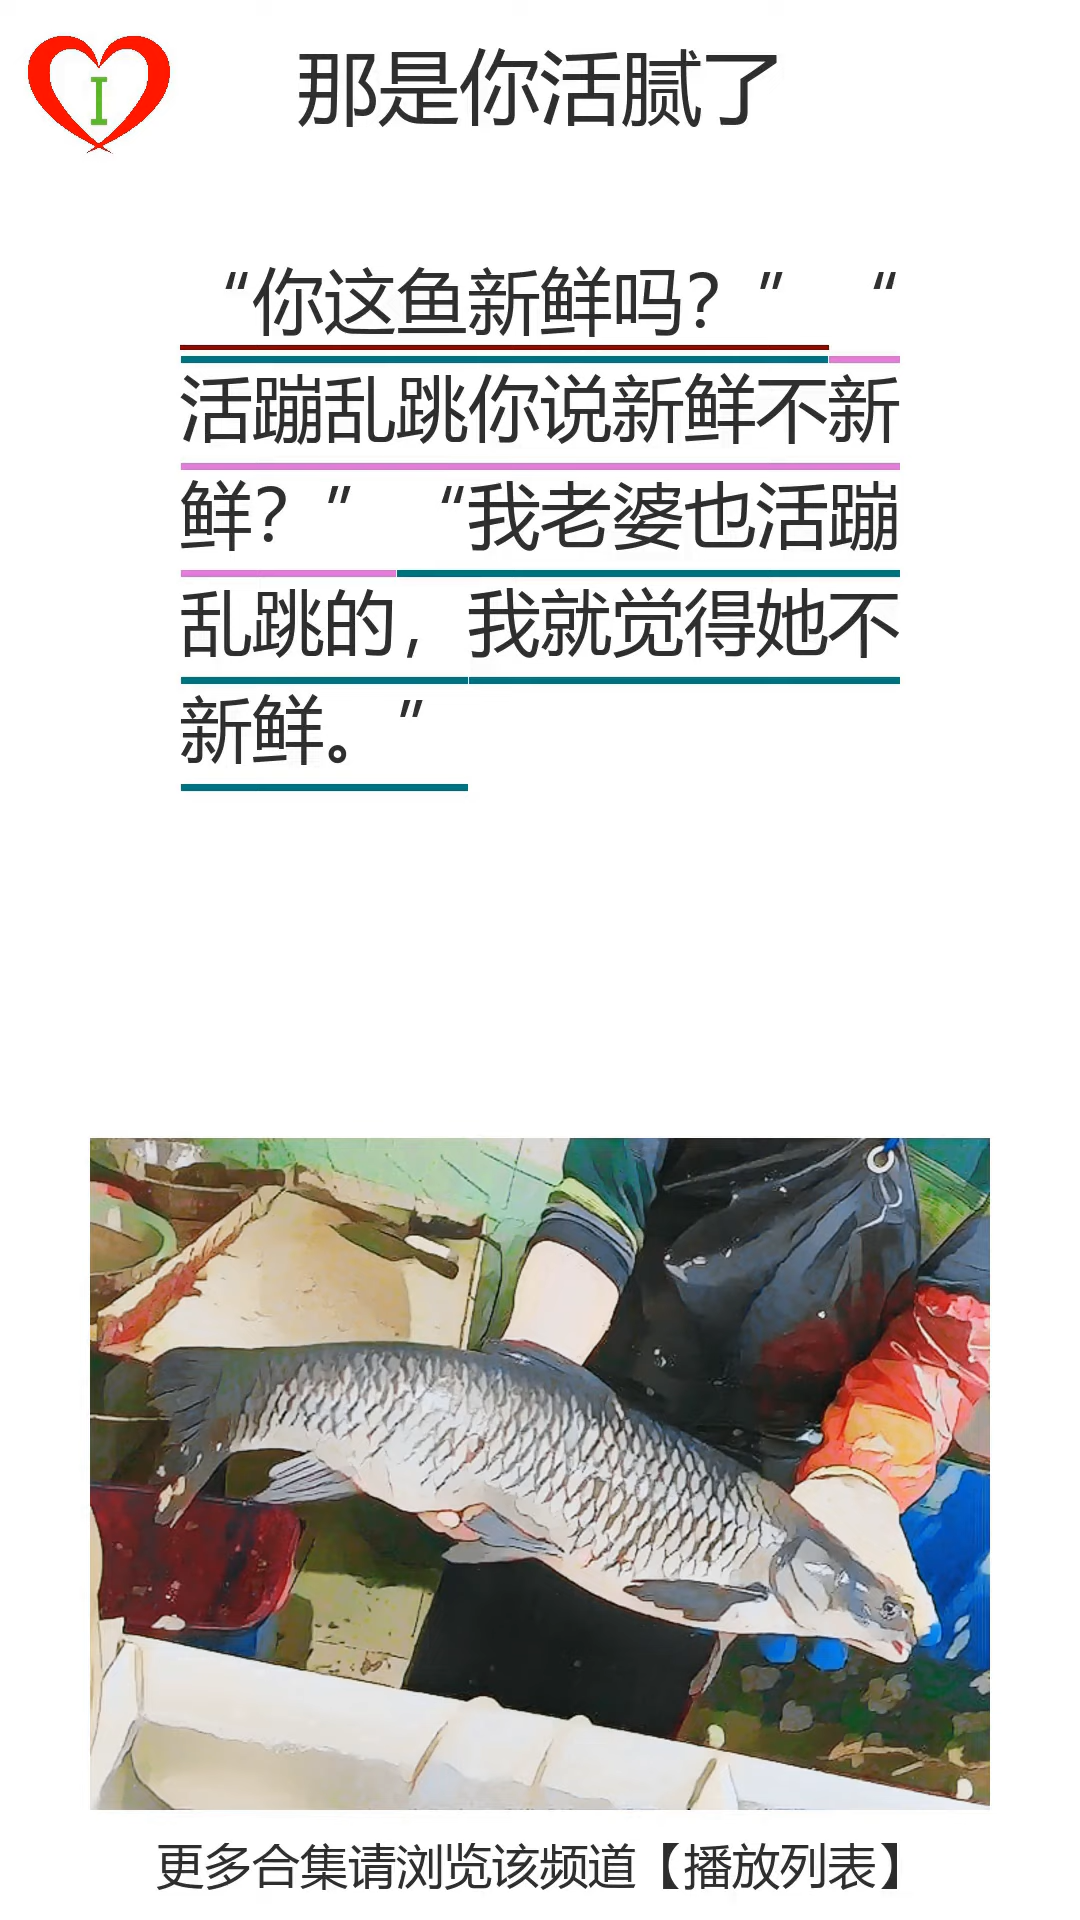 I
那是你活腻了
“你这鱼新鲜吗？” “
活蹦乱跳你说新鲜不新
鲜？” “我老婆也活蹦
乱跳的，我就觉得她不
新鲜。”
更多合集请浏览该频道【播放列表】